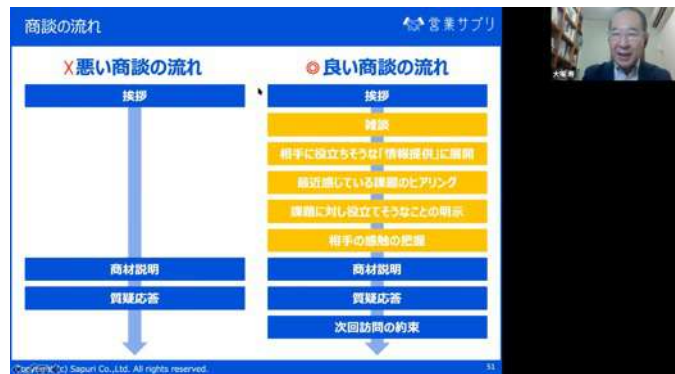 商談の流れ
営業サプリ
X悪い商談の流れ
◎良い商談の流れ
挨拶
商材説明
質疑応答
挨拶
雑談
相手に役立ちそうな「情報提供」に展開
最近感じている課題のヒアリング
課題に対し役立てそうなことの明示
相手の感触の把握
商材説明
質疑応答
次回訪問の約束
Copyright (c) Sapuri Co.,Ltd. All rights reserved.
51